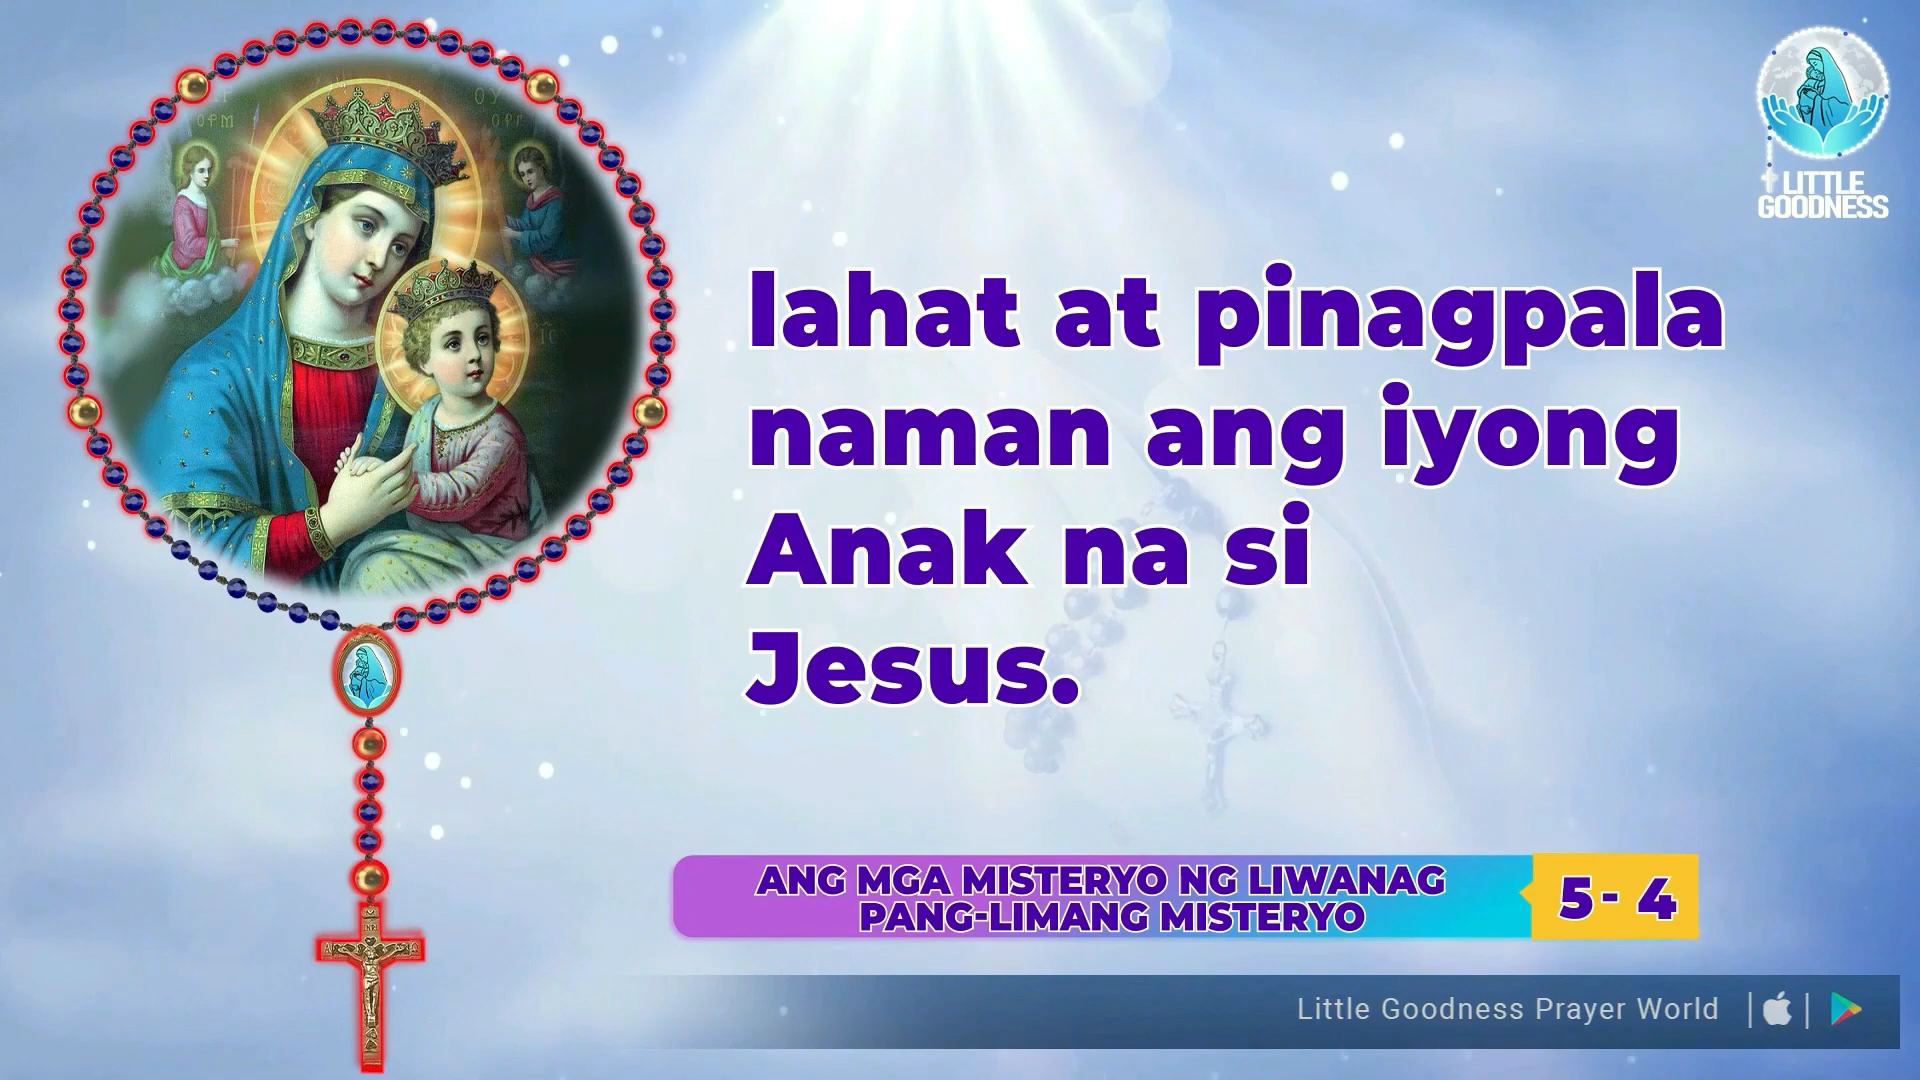 LITTLE
GOODNESS
lahat at pinagpala
naman ang iyong
Anak na si
Jesus.
ANG MGA MISTERYO NG LIWANAG
PANG-LIMANG MISTERYO
5- 4
Little Goodness Prayer World
INRI